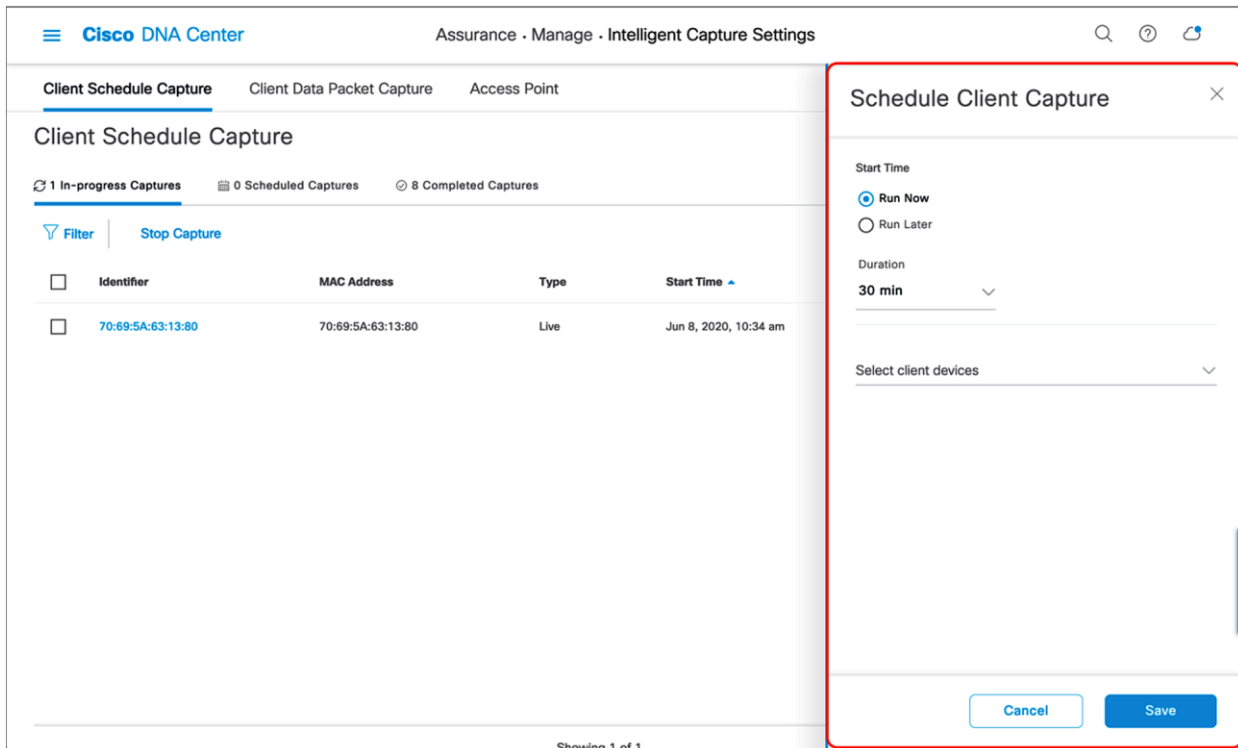 Cisco DNA Center
Assurance · Manage · Intelligent Capture Settings
Client Schedule Capture Client Data Packet Capture Access Point
Client Schedule Capture
1 In-progress Captures 0 Scheduled Captures 8 Completed Captures
Filter Stop Capture
Identifier MAC Address Type Start Time
70:69:5A:63:13:80 70:69:5A:63:13:80 Live Jun 8, 2020, 10:34 am
Showing 1 of 1
Schedule Client Capture
Start Time
Run Now
Run Later
Duration
30 min
Select client devices
Cancel Save